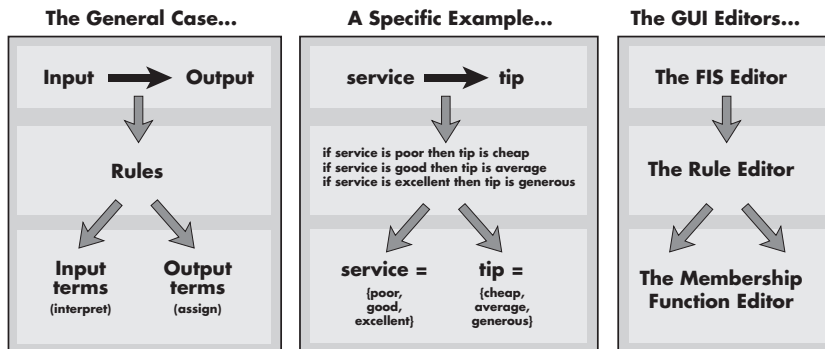 The General Case...
Input Output
Rules
Input
terms
(interpret)
Output
terms
(assign)
A Specific Example...
service tip
if service is poor then tip is cheap
if service is good then tip is average
if service is excellent then tip is generous
service =
{poor,
good,
excellent}
tip =
{cheap,
average,
generous}
The GUI Editors...
The FIS Editor
The Rule Editor
The Membership
Function Editor